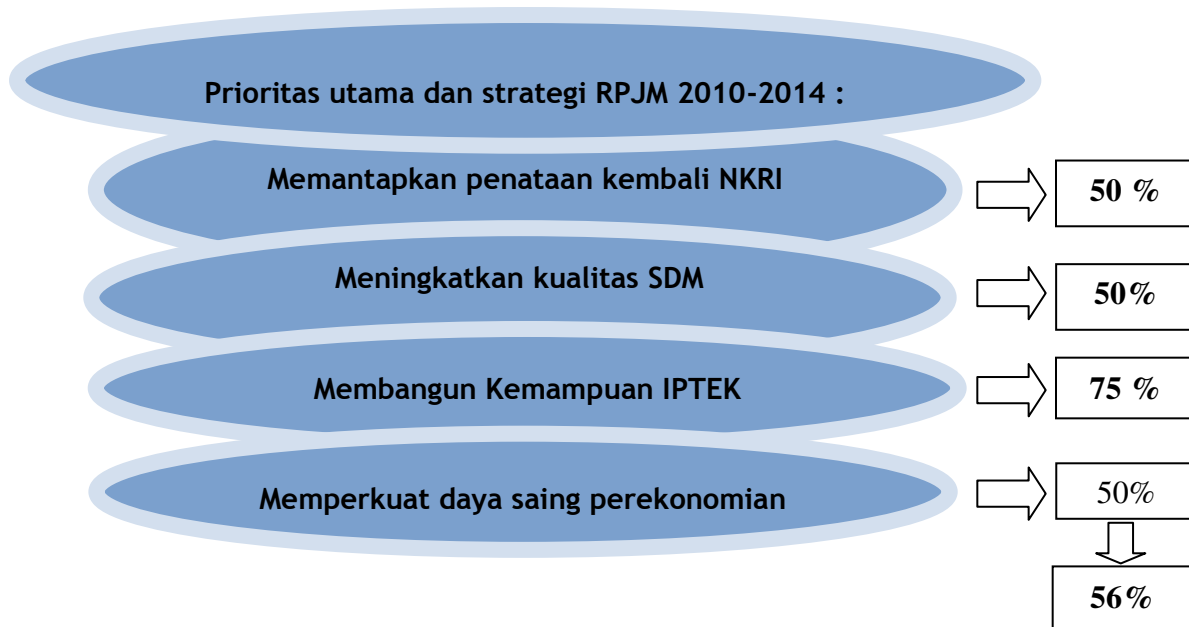 Prioritas utama dan strategi RPJM 2010-2014 :
Memantapkan penataan kembali NKRI
50 %
Meningkatkan kualitas SDM
50%
Membangun Kemampuan IPTEK
75 %
Memperkuat daya saing perekonomian
50%
56%